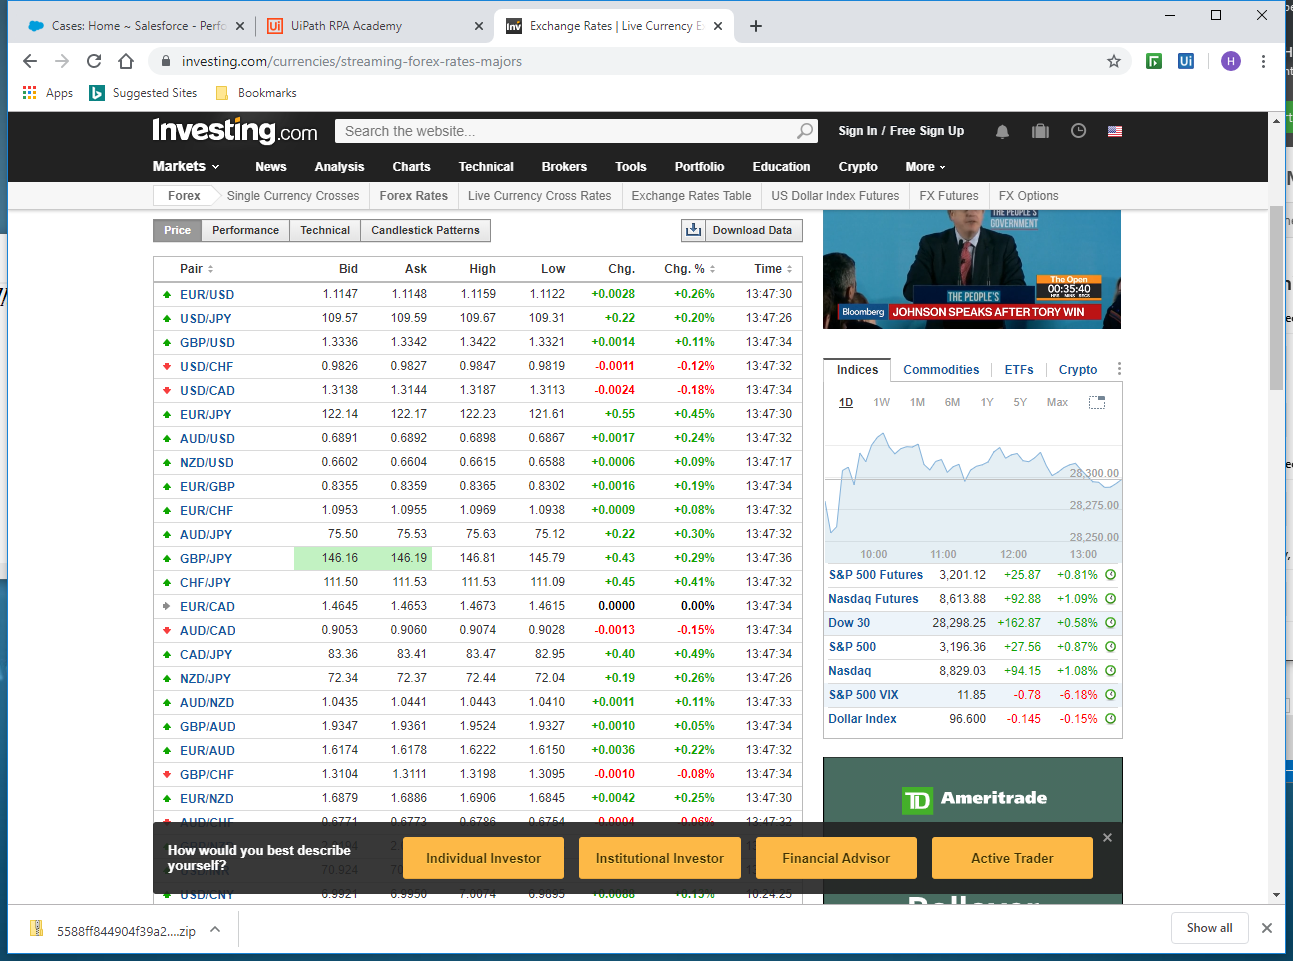 Cases: Home ~ Salesforce - Perfo
UiPath RPA Academy
Exchange Rates | Live Currency E
investing.com/currencies/streaming-forex-rates-majors
Ui
H
Apps
Suggested Sites
Bookmarks
Investing.com
Search the website...
Sign In / Free Sign Up
Markets News Analysis Charts Technical Brokers Tools Portfolio Education Crypto More
Forex Single Currency Crosses Forex Rates Live Currency Cross Rates Exchange Rates Table US Dollar Index Futures FX Futures FX Options
Price Performance Technical Candlestick Patterns
Download Data
Pair Bid Ask High Low Chg. Chg. % Time
EUR/USD 1.1147 1.1148 1.1159 1.1122 +0.0028 +0.26% 13:47:30
USD/JPY 109.57 109.59 109.67 109.31 +0.22 +0.20% 13:47:26
GBP/USD 1.3336 1.3342 1.3422 1.3321 +0.0014 +0.11% 13:47:34
USD/CHF 0.9826 0.9827 0.9847 0.9819 -0.0011 -0.12% 13:47:32
USD/CAD 1.3138 1.3144 1.3187 1.3113 -0.0024 -0.18% 13:47:34
EUR/JPY 122.14 122.17 122.23 121.61 +0.55 +0.45% 13:47:30
AUD/USD 0.6891 0.6892 0.6898 0.6867 +0.0017 +0.24% 13:47:32
NZD/USD 0.6602 0.6604 0.6615 0.6588 +0.0006 +0.09% 13:47:17
EUR/GBP 0.8355 0.8359 0.8365 0.8302 +0.0016 +0.19% 13:47:34
EUR/CHF 1.0953 1.0955 1.0969 1.0938 +0.0009 +0.08% 13:47:32
AUD/JPY 75.50 75.53 75.63 75.12 +0.22 +0.30% 13:47:32
GBP/JPY 146.16 146.19 146.81 145.79 +0.43 +0.29% 13:47:36
CHF/JPY 111.50 111.53 111.53 111.09 +0.45 +0.41% 13:47:32
EUR/CAD 1.4645 1.4653 1.4673 1.4615 0.0000 0.00% 13:47:34
AUD/CAD 0.9053 0.9060 0.9074 0.9028 -0.0013 -0.15% 13:47:34
CAD/JPY 83.36 83.41 83.47 82.95 +0.40 +0.49% 13:47:34
NZD/JPY 72.34 72.37 72.44 72.04 +0.19 +0.26% 13:47:26
AUD/NZD 1.0435 1.0441 1.0443 1.0410 +0.0011 +0.11% 13:47:33
GBP/AUD 1.9347 1.9361 1.9524 1.9327 +0.0010 +0.05% 13:47:34
EUR/AUD 1.6174 1.6178 1.6222 1.6150 +0.0036 +0.22% 13:47:32
GBP/CHF 1.3104 1.3111 1.3198 1.3095 -0.0010 -0.08% 13:47:34
EUR/NZD 1.6879 1.6886 1.6906 1.6845 +0.0042 +0.25% 13:47:30
AUD/CHF 0.6771 0.6773 0.6786 0.6754 -0.0004 -0.06% 13:47:32
USD/CNY 6.9921 6.9950 7.0074 6.9895 +0.0088 +0.13% 10:24:25
THE PEOPLE'S
GOVERNMENT
THE PEOPLE'S
The Open
00:35:40
HRS MINS SECS
Bloomberg JOHNSON SPEAKS AFTER TORY WIN
Indices Commodities ETFs Crypto
1D 1W 1M 6M 1Y 5Y Max
28,300.00
28,275.00
28,250.00
10:00 11:00 12:00 13:00
S&P 500 Futures 3,201.12 +25.87 +0.81%
Nasdaq Futures 8,613.88 +92.88 +1.09%
Dow 30 28,298.25 +162.87 +0.58%
S&P 500 3,196.36 +27.56 +0.87%
Nasdaq 8,829.03 +94.15 +1.08%
S&P 500 VIX 11.85 -0.78 -6.18%
Dollar Index 96.600 -0.145 -0.15%
TD Ameritrade
How would you best describe
yourself?
Individual Investor
Institutional Investor
Financial Advisor
Active Trader
5588ff844904f39a2....zip
Show all